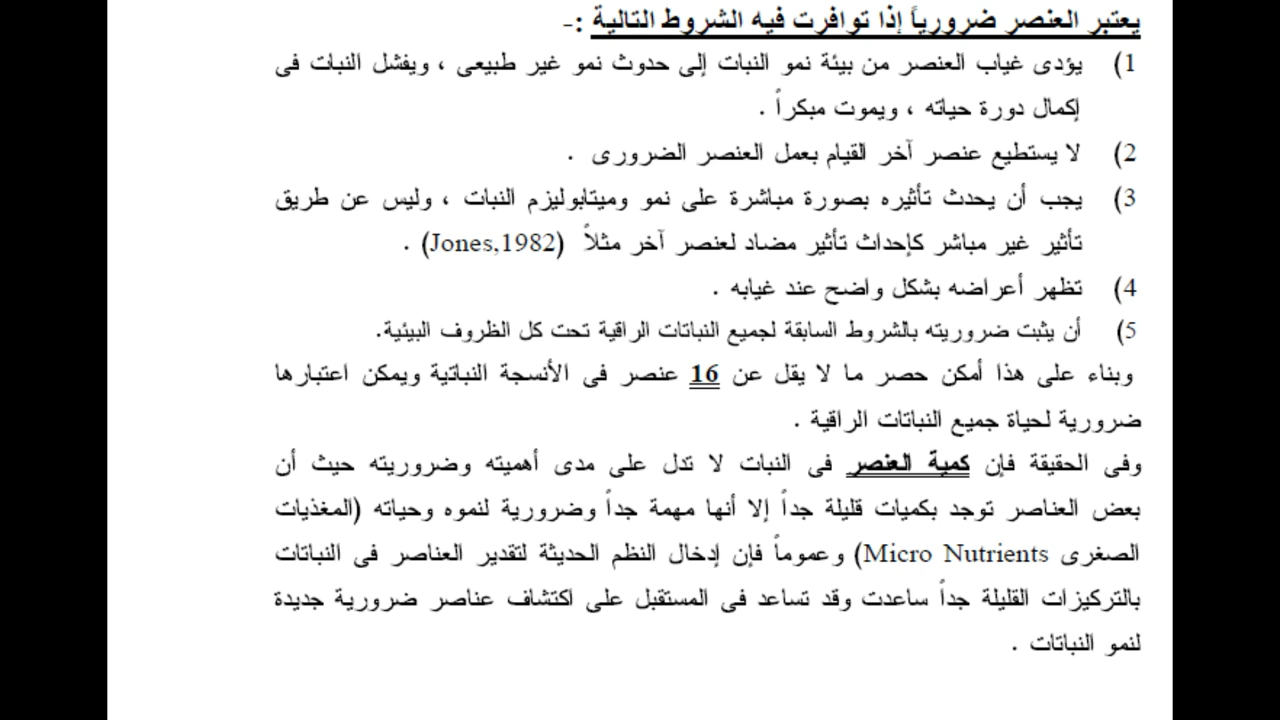 يعتبر العنصر ضرورياً إذا توافرت فيه الشروط التالية :-
1) يؤدى غياب العنصر من بيئة نمو النبات إلى حدوث نمو غير طبيعى ، ويفشل النبات فى
إكمال دورة حياته ، ويموت مبكراً .
2) لا يستطيع عنصر آخر القيام بعمل العنصر الضرورى .
3) يجب أن يحدث تأثيره بصورة مباشرة على نمو وميتابوليزم النبات ، وليس عن طريق
تأثير غير مباشر كإحداث تأثير مضاد لعنصر آخر مثلاً (Jones,1982) .
4) تظهر أعراضه بشكل واضح عند غيابه .
5) أن يثبت ضروريته بالشروط السابقة لجميع النباتات الراقية تحت كل الظروف البيئية.
وبناء على هذا أمكن حصر ما لا يقل عن 16 عنصر فى الأنسجة النباتية ويمكن اعتبارها
ضرورية لحياة جميع النباتات الراقية .
وفى الحقيقة فإن كمية العنصر فى النبات لا تدل على مدى أهميته وضروريته حيث أن
بعض العناصر توجد بكميات قليلة جداً إلا أنها مهمة جداً وضرورية لنموه وحياته (المغذيات
الصغرى Micro Nutrients) وعموماً فإن إدخال النظم الحديثة لتقدير العناصر فى النباتات
بالتركيزات القليلة جداً ساعدت وقد تساعد فى المستقبل على اكتشاف عناصر ضرورية جديدة
لنمو النباتات .